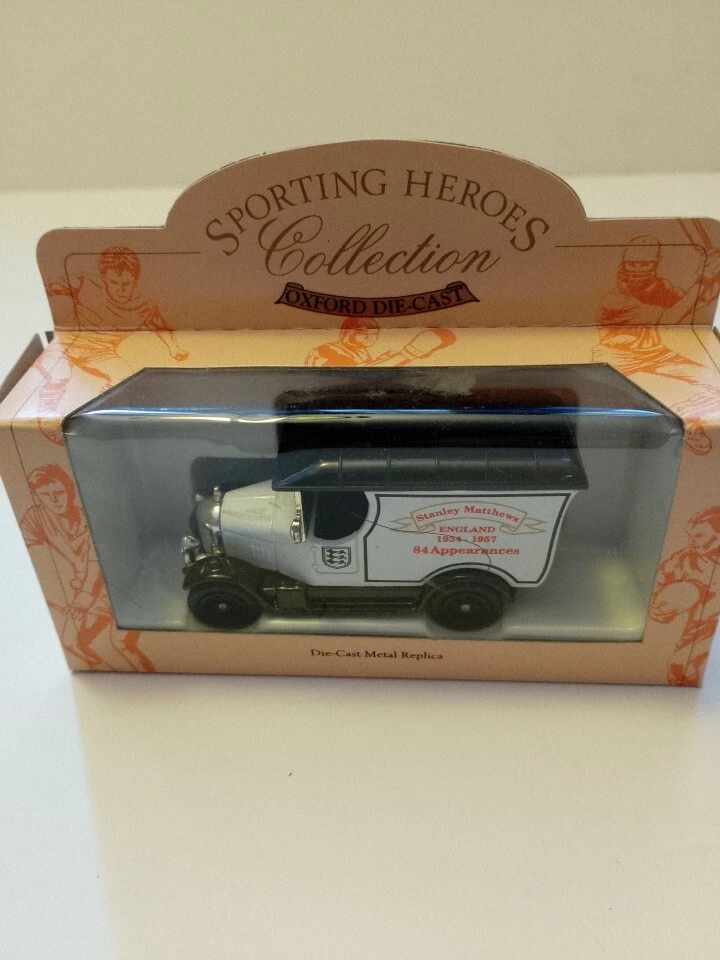 SPORTING HEROES
Collection
OXFORD DIE-CAST
Stanley Matthews
ENGLAND
1934 - 1957
84 Appearances
Die-Cast Metal Replica